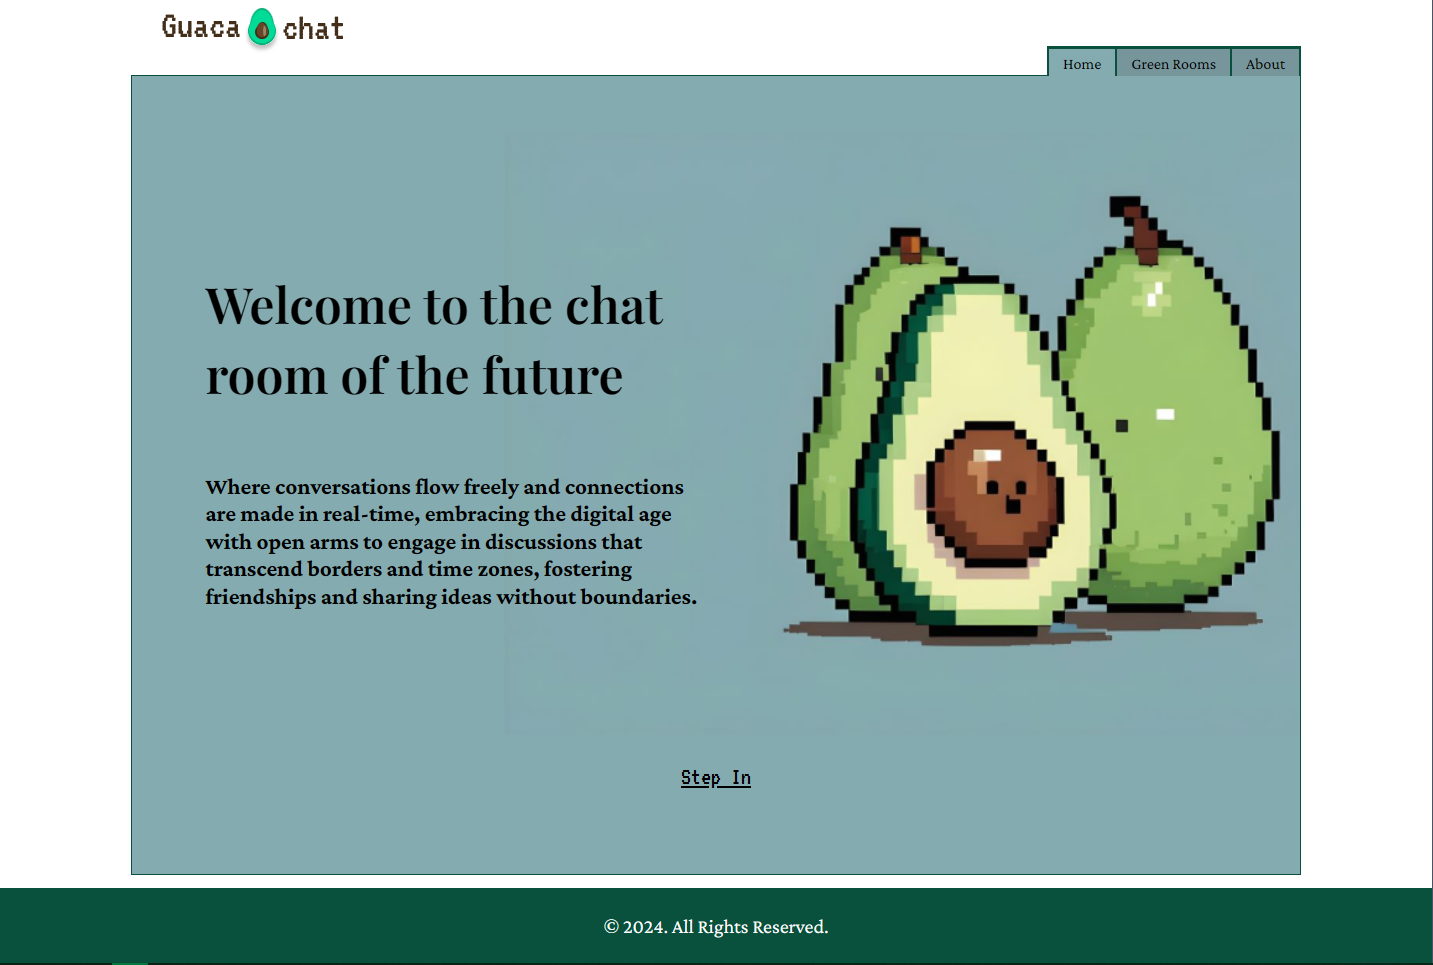 Guaca chat
Home Green Rooms About
Welcome to the chat
room of the future
Where conversations flow freely and connections
are made in real-time, embracing the digital age
with open arms to engage in discussions that
transcend borders and time zones, fostering
friendships and sharing ideas without boundaries.
Step In
© 2024. All Rights Reserved.